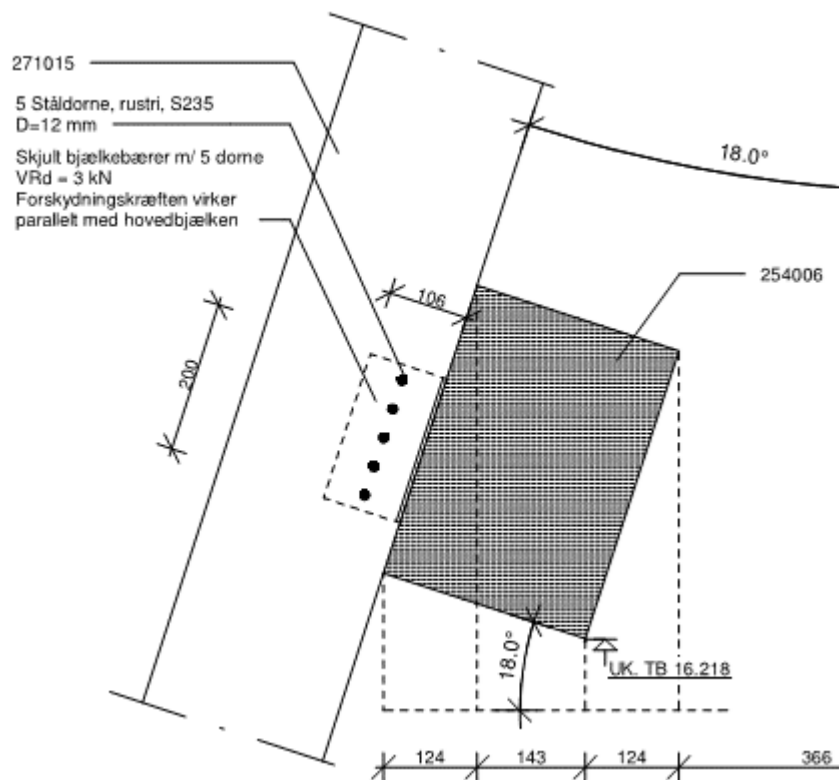 271015
5 Ståldorne, rustri, S235
D=12 mm
Skjult bjælkebærer m/ 5 dorne
VRd = 3 kN
Forskydningskræften virker
parallelt med hovedbjælken
18.0°
254006
106
200
18.0°
UK. TB 16.218
124
143
124
366